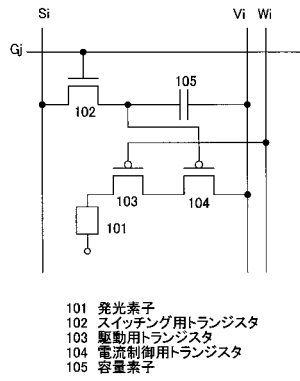 Si
Vi Wi
Gj
105
102
103
104
101
101 発光素子
102 スイッチング用トランジスタ
103 駆動用トランジスタ
104 電流制御用トランジスタ
105 容量素子